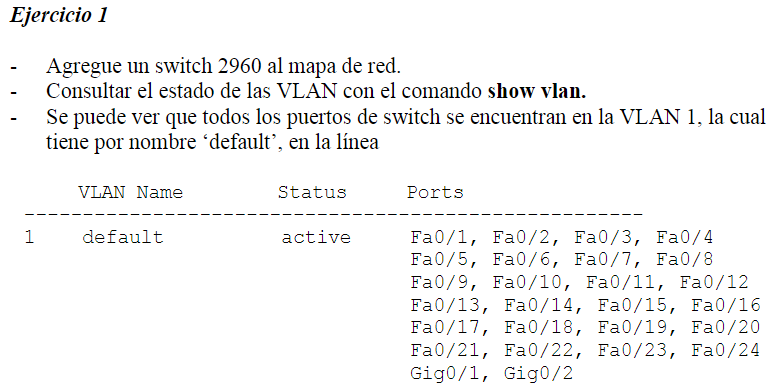 Ejercicio 1
- Agregue un switch 2960 al mapa de red.
- Consultar el estado de las VLAN con el comando show vlan.
- Se puede ver que todos los puertos de switch se encuentran en la VLAN 1, la cual
tiene por nombre ‘default’, en la línea
VLAN Name Status Ports
-----------------------------------------------------
1 default active Fa0/1, Fa0/2, Fa0/3, Fa0/4
Fa0/5, Fa0/6, Fa0/7, Fa0/8
Fa0/9, Fa0/10, Fa0/11, Fa0/12
Fa0/13, Fa0/14, Fa0/15, Fa0/16
Fa0/17, Fa0/18, Fa0/19, Fa0/20
Fa0/21, Fa0/22, Fa0/23, Fa0/24
Gig0/1, Gig0/2